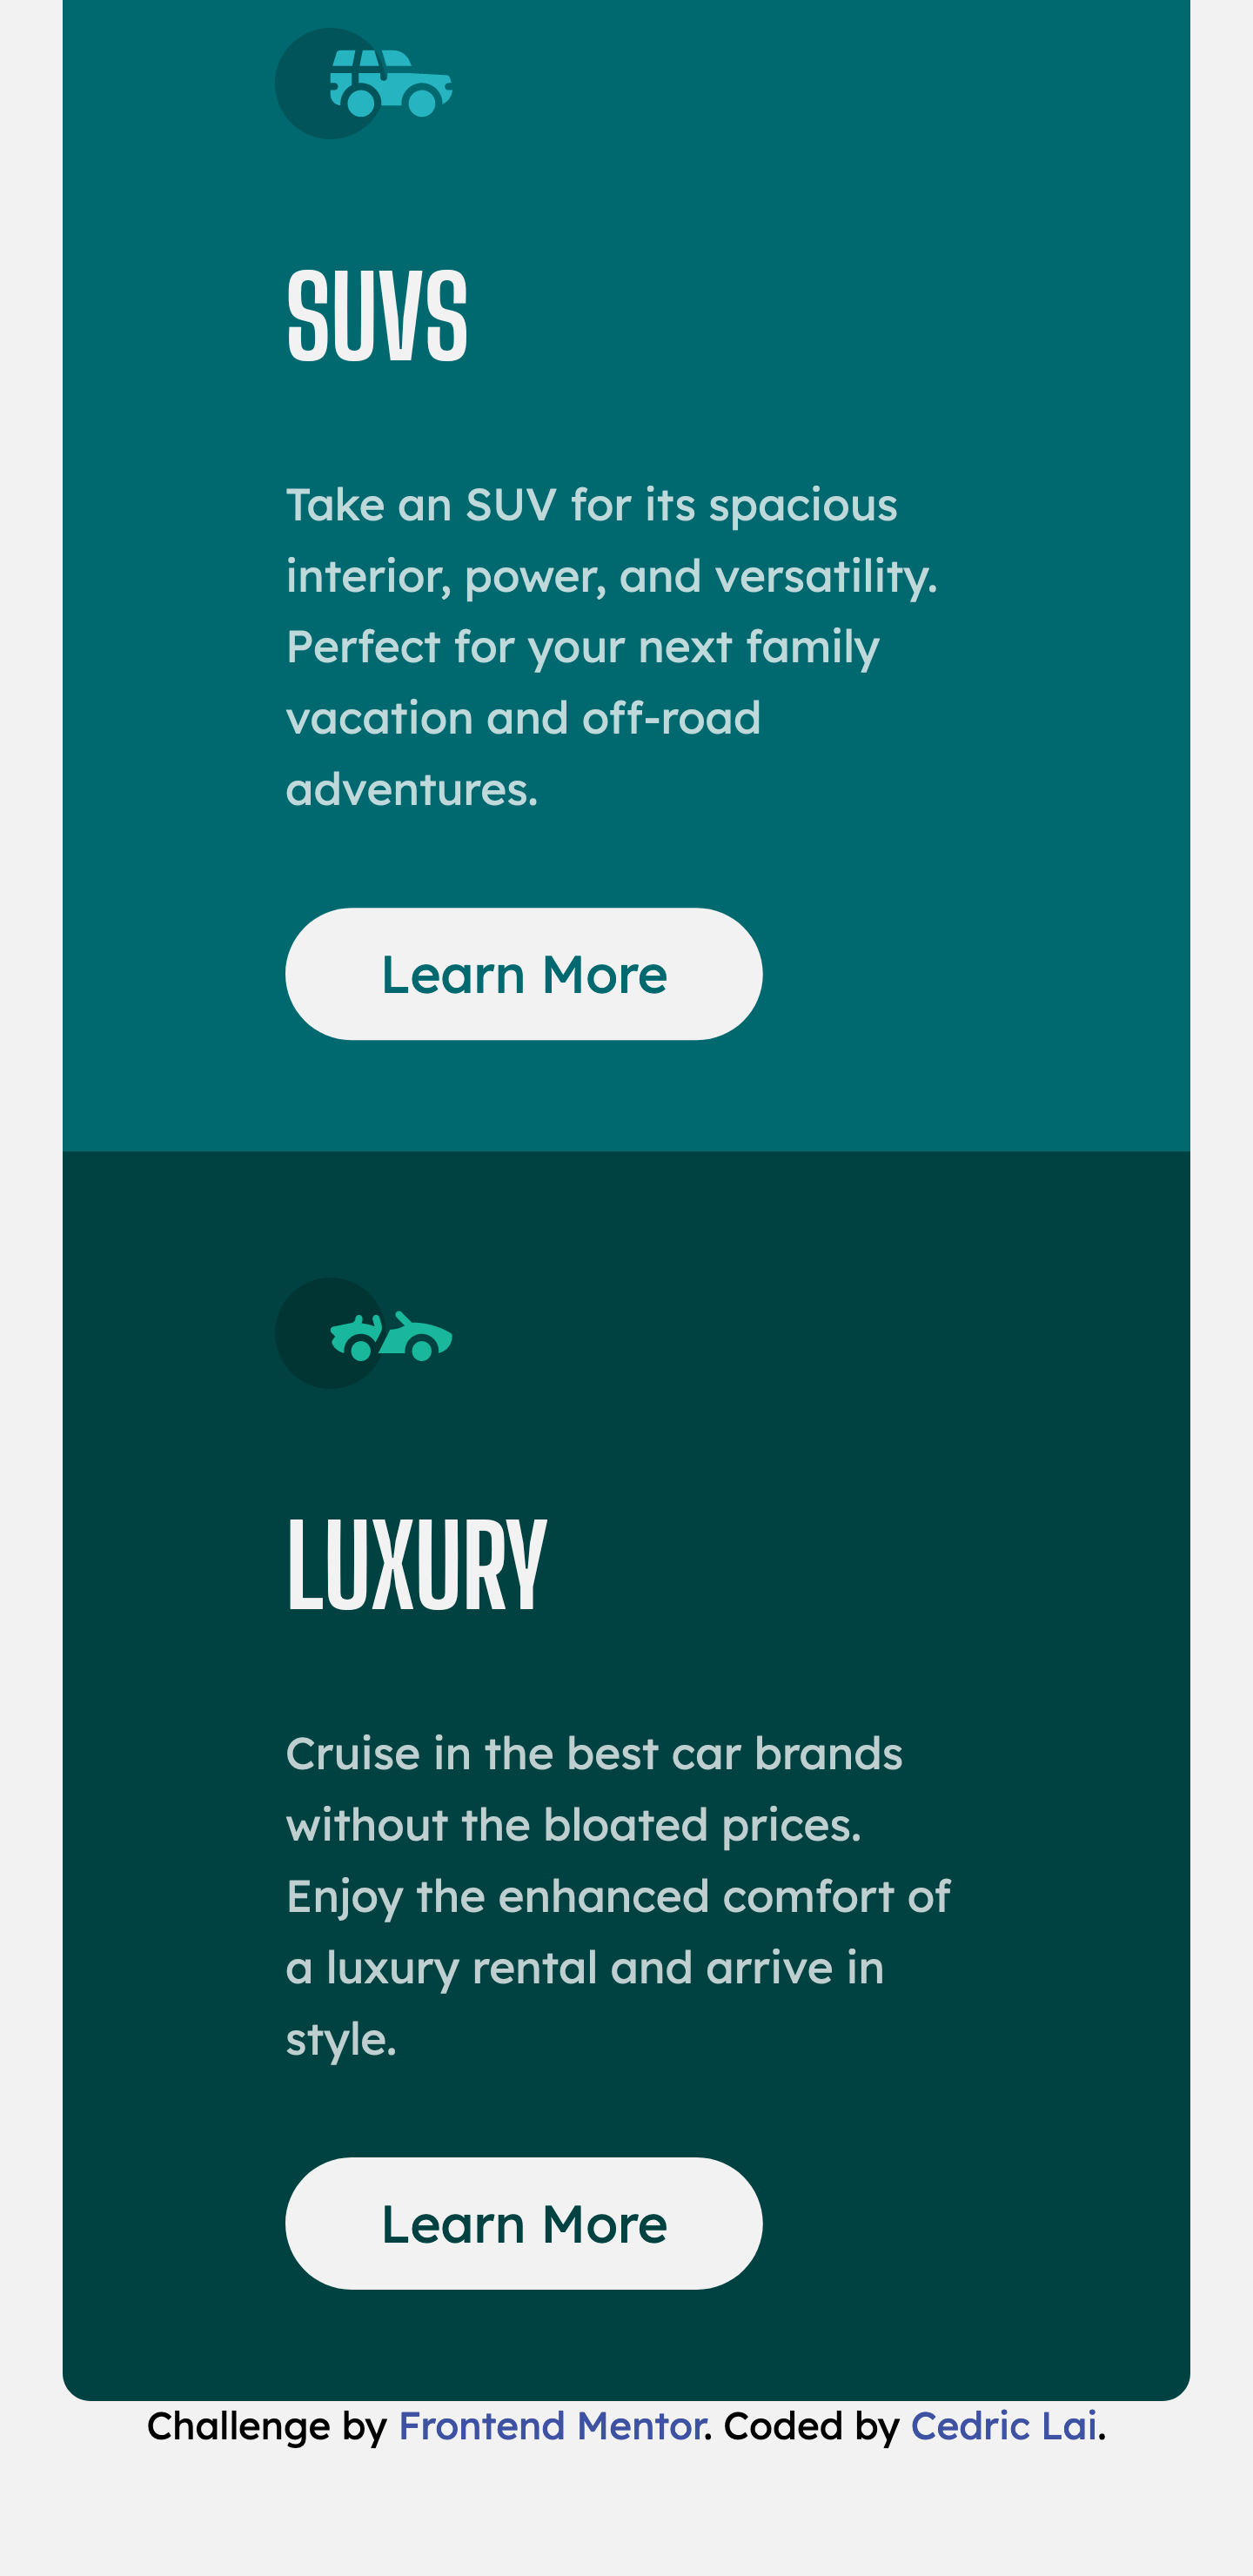 SUVS
Take an SUV for its spacious
interior, power, and versatility.
Perfect for your next family
vacation and off-road
adventures.
Learn More
LUXURY
Cruise in the best car brands
without the bloated prices.
Enjoy the enhanced comfort of
a luxury rental and arrive in
style.
Learn More
Challenge by Frontend Mentor. Coded by Cedric Lai.